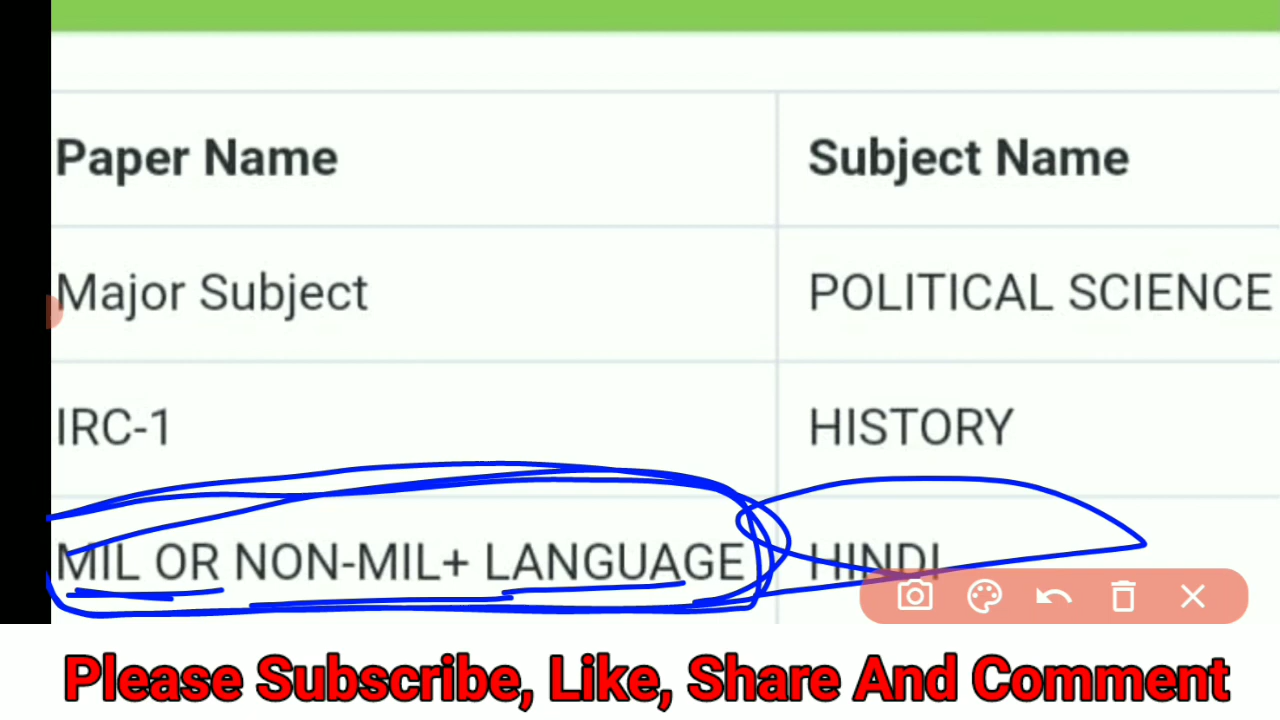 Paper Name Subject Name
Major Subject POLITICAL SCIENCE
IRC-1 HISTORY
MIL OR NON-MIL+ LANGUAGE HINDI
Please Subscribe, Like, Share And Comment